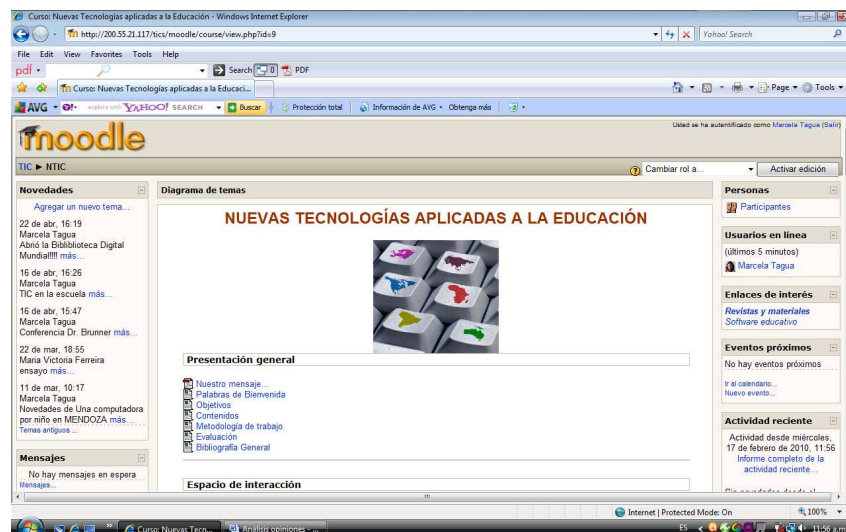 Curso: Nuevas Tecnologías aplicadas a la Educación - Windows Internet Explorer
http://200.55.21.117/tics/moodle/course/view.php?id=9
Yahoo! Search
File Edit View Favorites Tools Help
pdf Search 0 PDF
Curso: Nuevas Tecnologías aplicadas a la Educaci...
Page Tools
AVG YAHOO! SEARCH Buscar Protección total Información de AVG Obtenga más
moodle
Usted se ha autentificado como Marcela Tagua (Salir)
TIC ► NTIC
Cambiar rol a...
Activar edición
Novedades
Agregar un nuevo tema...
22 de abr, 16:19
Marcela Tagua
Abrió la Bibliblioteca Digital
Mundial!!!! más...
16 de abr, 16:26
Marcela Tagua
TIC en la escuela más...
16 de abr, 15:47
Marcela Tagua
Conferencia Dr. Brunner más...
22 de mar, 18:55
Maria Victoria Ferreira
ensayo más...
11 de mar, 10:17
Marcela Tagua
Novedades de Una computadora
por niño en MENDOZA más...
Temas antiguos ...
Mensajes
No hay mensajes en espera
Mensajes...
Diagrama de temas
NUEVAS TECNOLOGÍAS APLICADAS A LA EDUCACIÓN
Presentación general
Nuestro mensaje...
Palabras de Bienvenida
Objetivos
Contenidos
Metodología de trabajo
Evaluación
Bibliografía General
Espacio de interacción
Personas
Participantes
Usuarios en línea
(últimos 5 minutos)
Marcela Tagua
Enlaces de interés
Revistas y materiales
Software educativo
Eventos próximos
No hay eventos próximos
Ir al calendario...
Nuevo evento...
Actividad reciente
Actividad desde miércoles,
17 de febrero de 2010, 11:56
Informe completo de la
actividad reciente...
Internet | Protected Mode: On
100%
Curso: Nuevas Tecn...
Análisis opiniones - ...
ES
11:56 a.m.